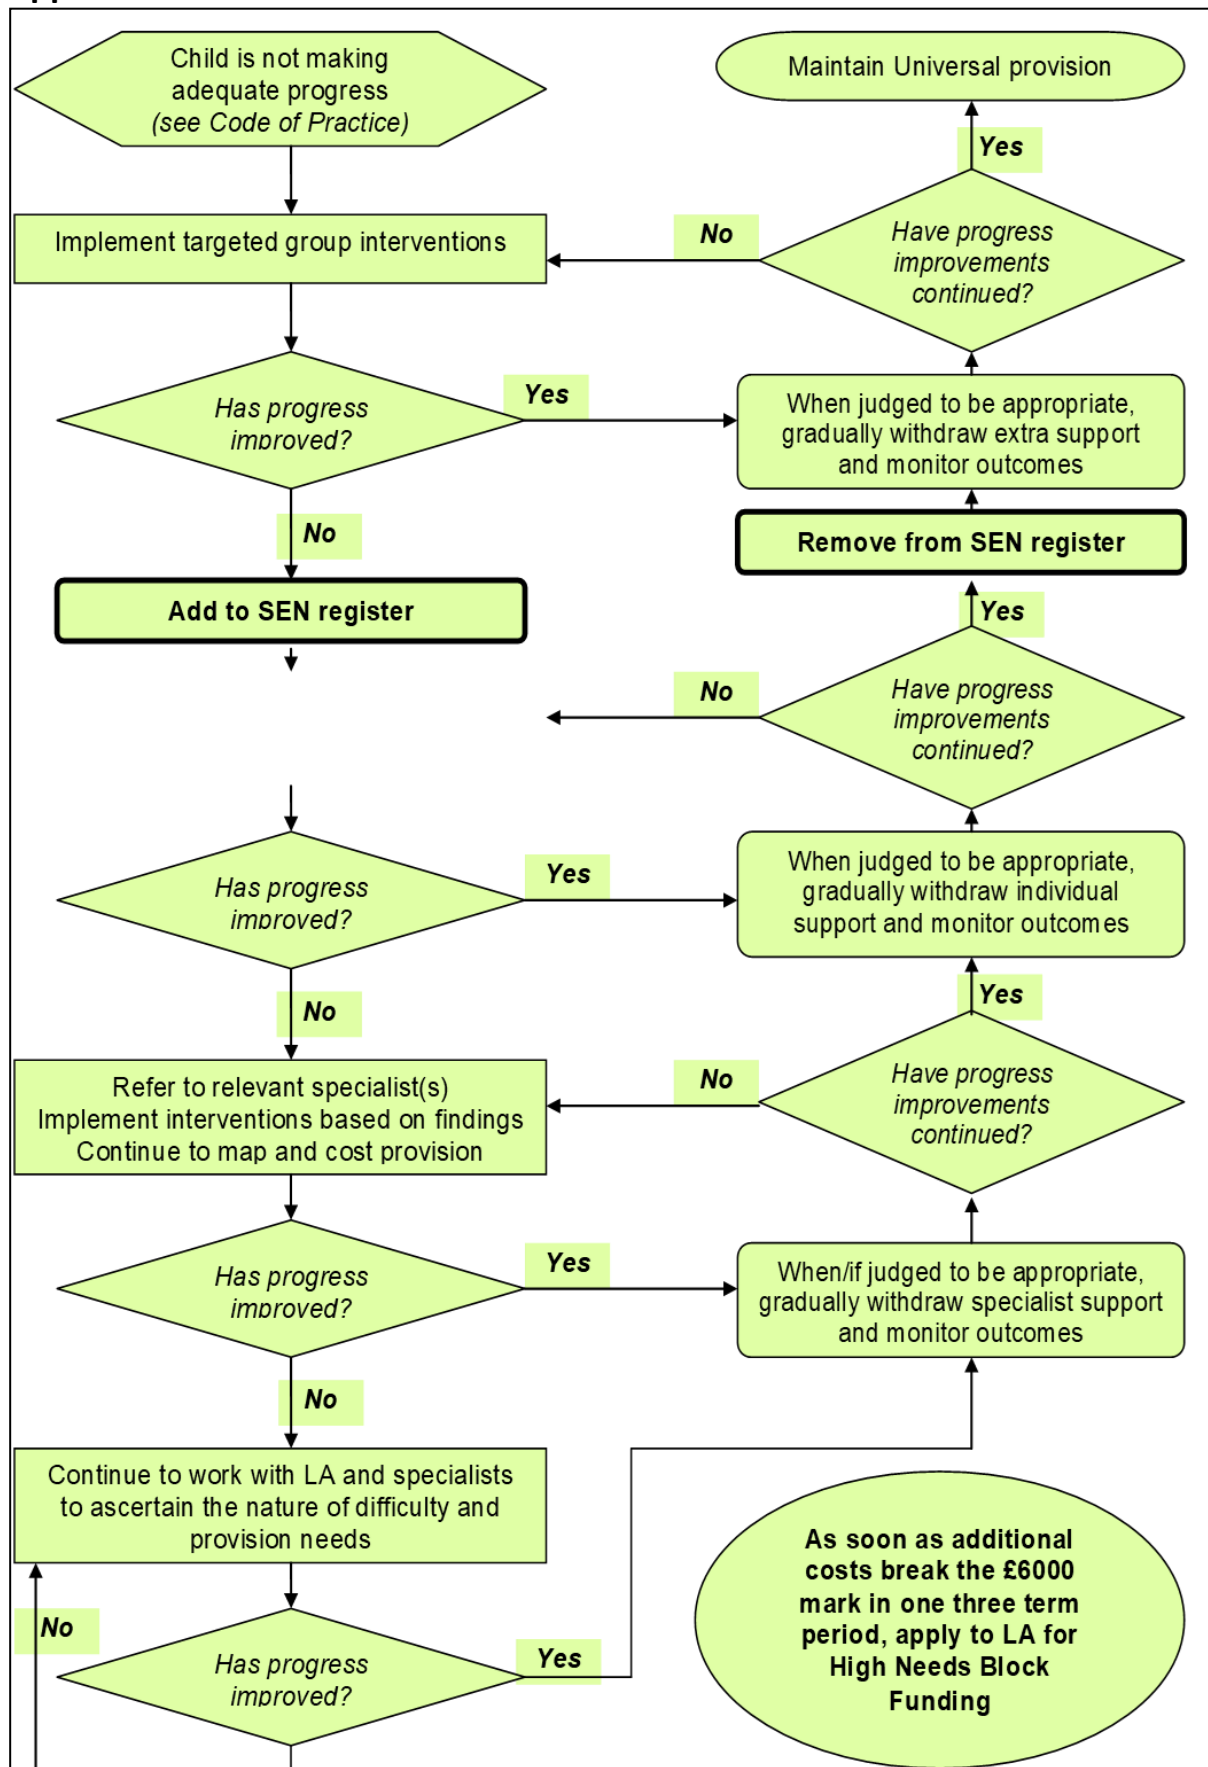 Child is not making
adequate progress
(see Code of Practice)
Maintain Universal provision
Yes
Implement targeted group interventions
No
Have progress
improvements
continued?
Has progress
improved?
Yes
When judged to be appropriate,
gradually withdraw extra support
and monitor outcomes
No
Remove from SEN register
Add to SEN register
Yes
No
Have progress
improvements
continued?
Has progress
improved?
Yes
When judged to be appropriate,
gradually withdraw individual
support and monitor outcomes
No
Yes
Refer to relevant specialist(s)
Implement interventions based on findings
Continue to map and cost provision
No
Have progress
improvements
continued?
Has progress
improved?
Yes
When/if judged to be appropriate,
gradually withdraw specialist support
and monitor outcomes
No
Continue to work with LA and specialists
to ascertain the nature of difficulty and
provision needs
As soon as additional
costs break the £6000
mark in one three term
period, apply to LA for
High Needs Block
Funding
No
Has progress
improved?
Yes